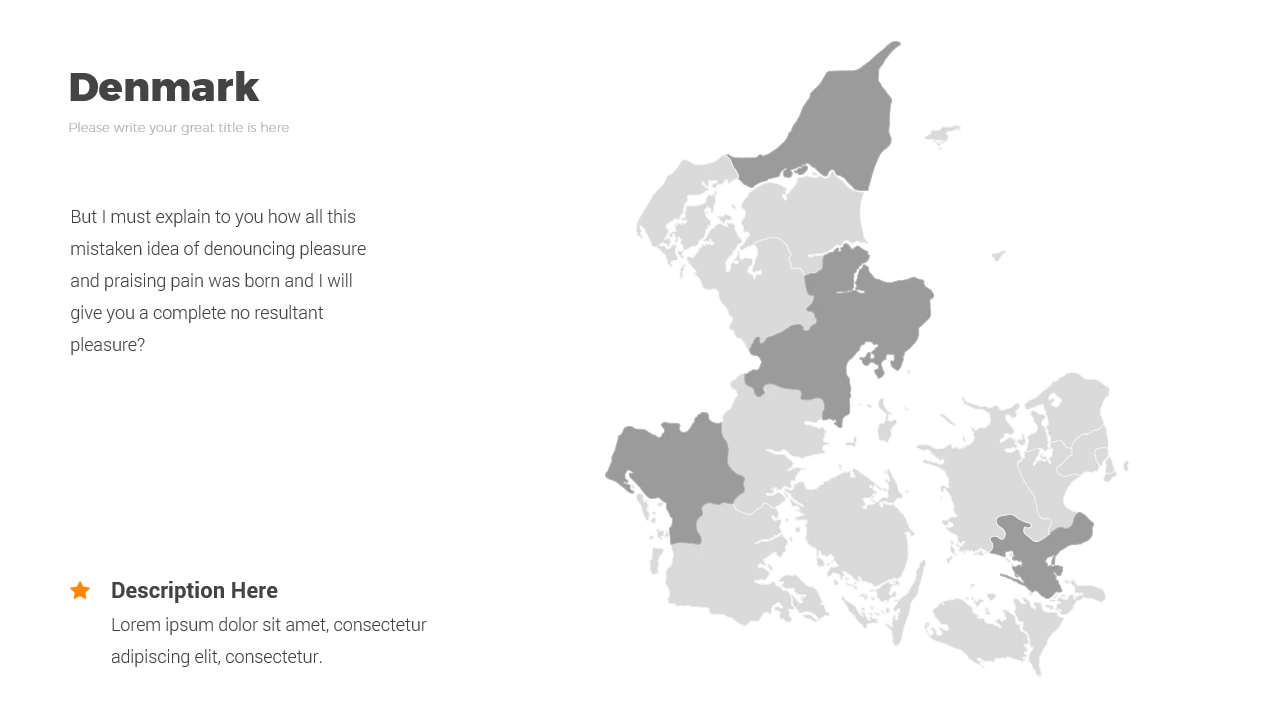 Denmark
Please write your great title is here
But I must explain to you how all this
mistaken idea of denouncing pleasure
and praising pain was born and I will
give you a complete no resultant
pleasure?
Description Here
Lorem ipsum dolor sit amet, consectetur
adipiscing elit, consectetur.